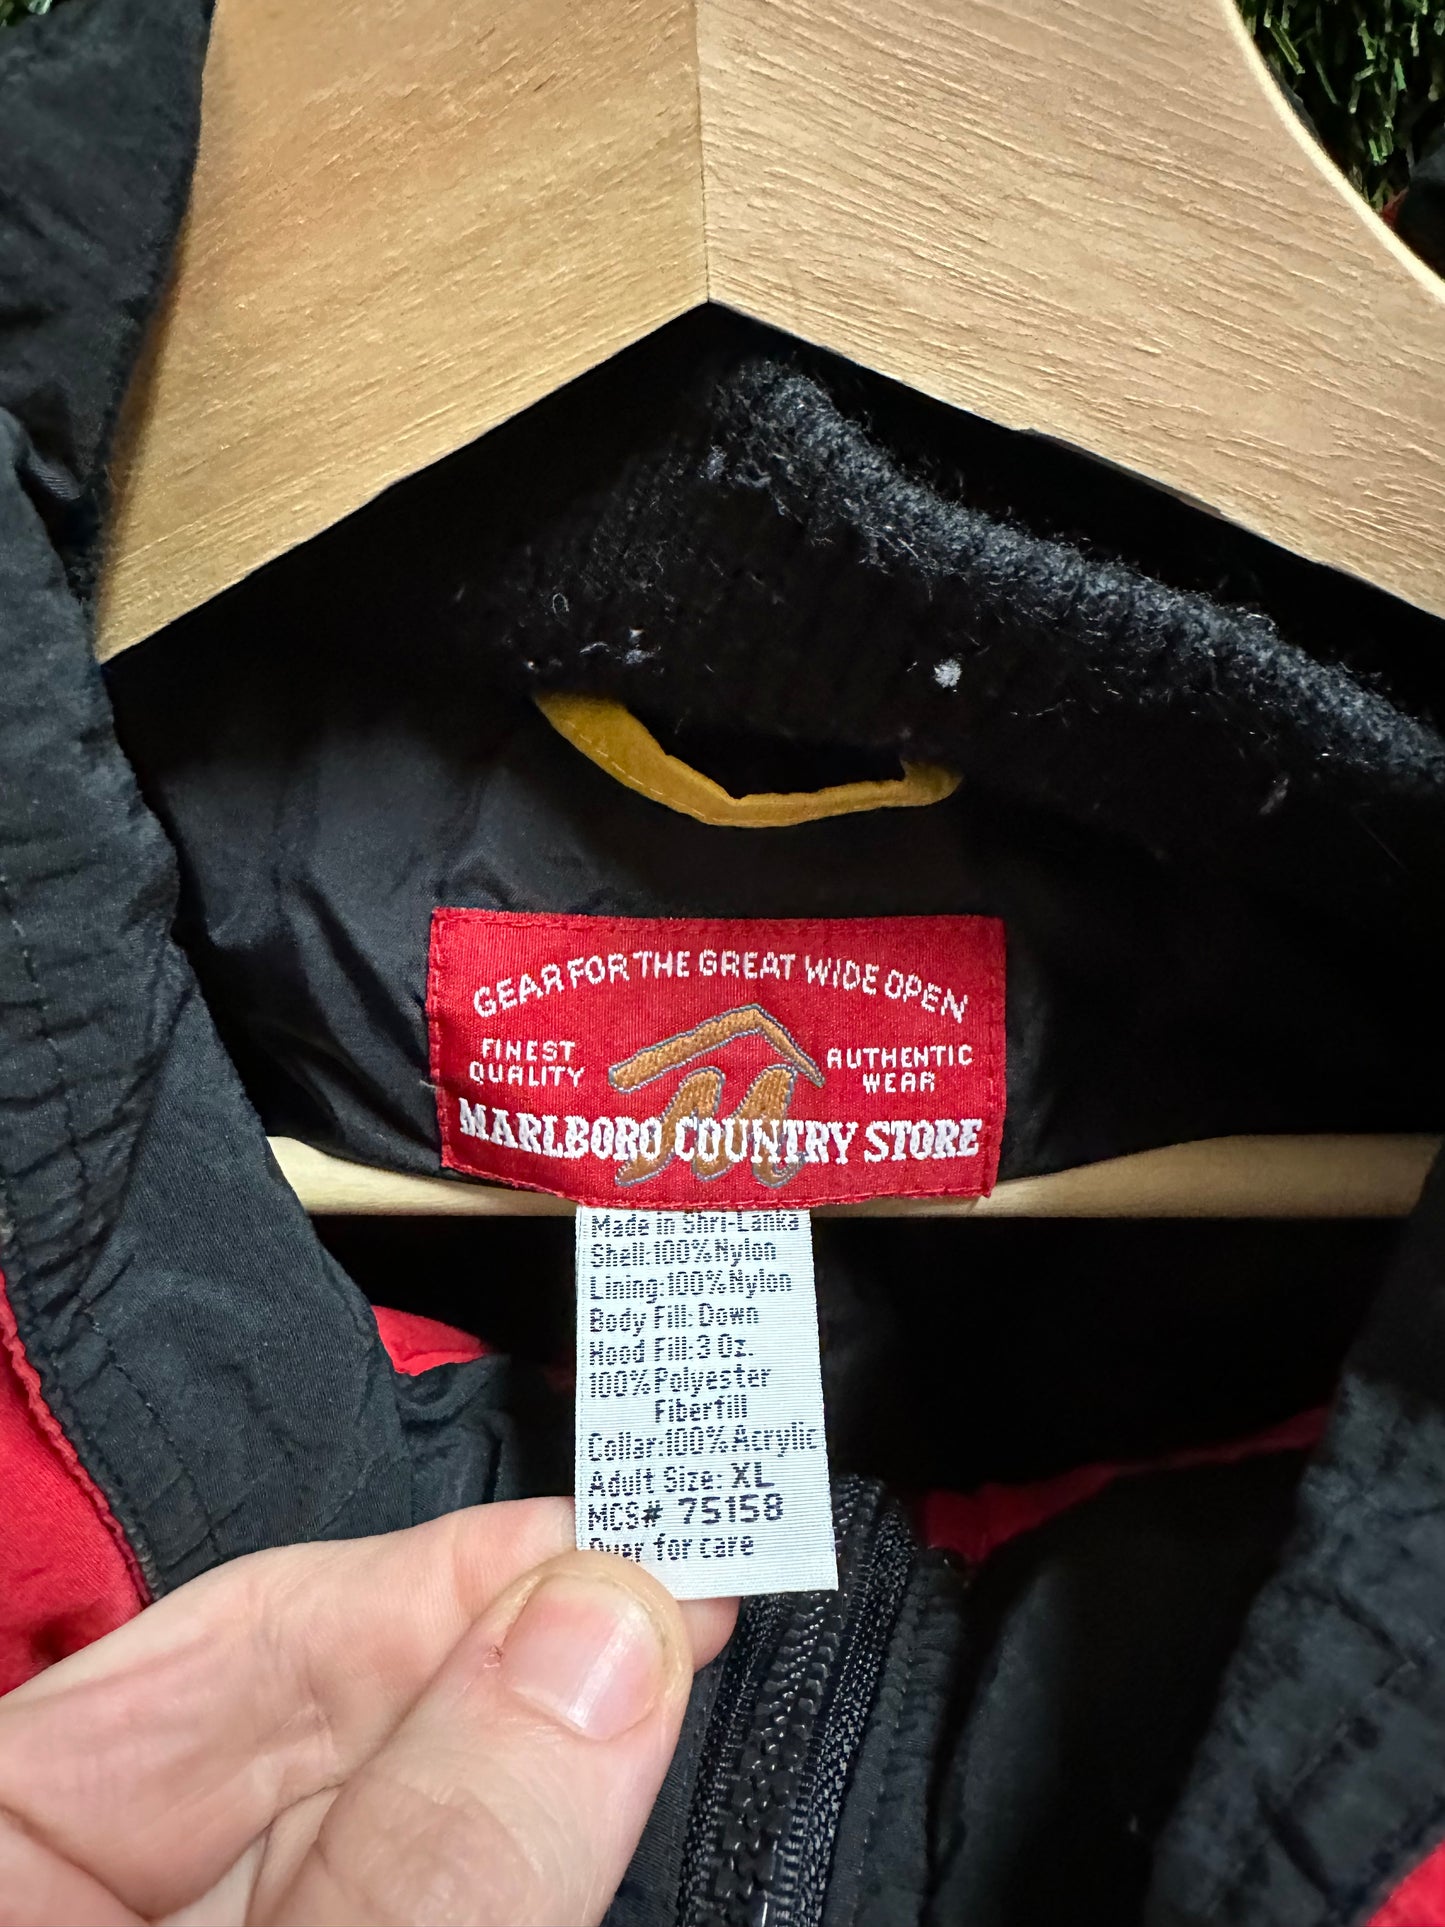 GEAR FOR THE GREAT WIDE OPEN
FINEST
QUALITY
AUTHENTIC
WEAR
MARLBORO COUNTRY STORE
Made in Shri-Lanka
Shell:100%Nylon
Lining:100%Nylon
Body Fill: Down
Hood Fill:3 Oz.
100%Polyester
Fiberfill
Collar:100%Acrylic
Adult Size: XL
MCS# 75158
Over for care